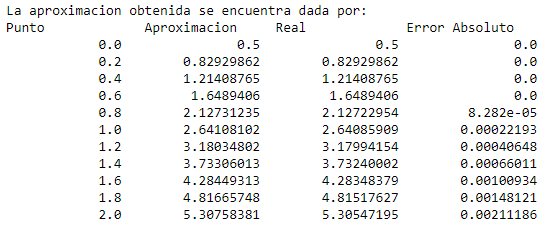 La aproximacion obtenida se encuentra dada por:
Punto Aproximacion Real Error Absoluto
0.0 0.5 0.5 0.0
0.2 0.82929862 0.82929862 0.0
0.4 1.21408765 1.21408765 0.0
0.6 1.6489406 1.6489406 0.0
0.8 2.12731235 2.12722954 8.282e-05
1.0 2.64108102 2.64085909 0.00022193
1.2 3.18034802 3.17994154 0.00040648
1.4 3.73306013 3.73240002 0.00066011
1.6 4.28449313 4.28348379 0.00100934
1.8 4.81665748 4.81517627 0.00148121
2.0 5.30758381 5.30547195 0.00211186